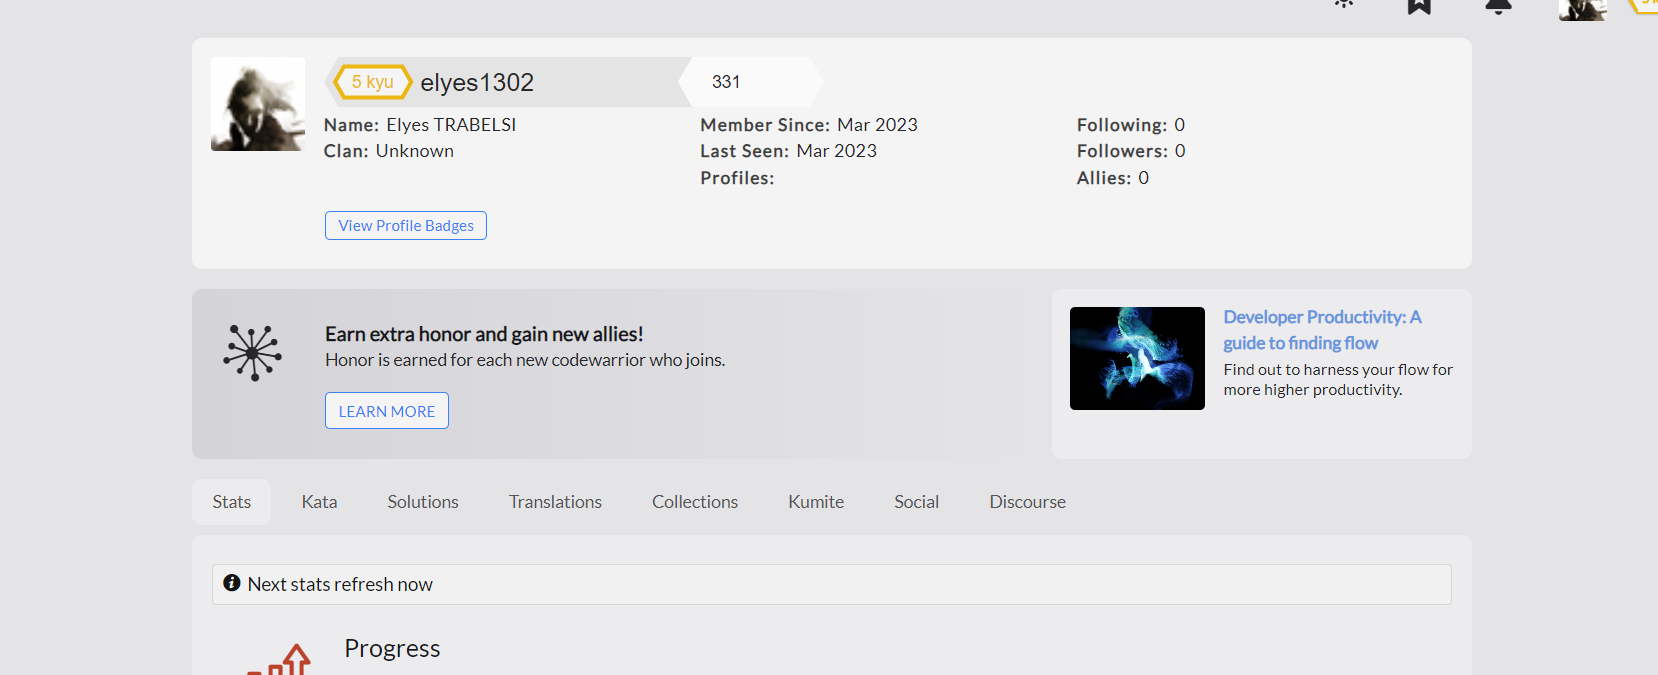 5 kyu elyes1302 331
Name: Elyes TRABELSI
Clan: Unknown
Member Since: Mar 2023
Last Seen: Mar 2023
Profiles:
Following: 0
Followers: 0
Allies: 0
View Profile Badges
Earn extra honor and gain new allies!
Honor is earned for each new codewarrior who joins.
LEARN MORE
Developer Productivity: A
guide to finding flow
Find out to harness your flow for
more higher productivity.
Stats Kata Solutions Translations Collections Kumite Social Discourse
Next stats refresh now
Progress